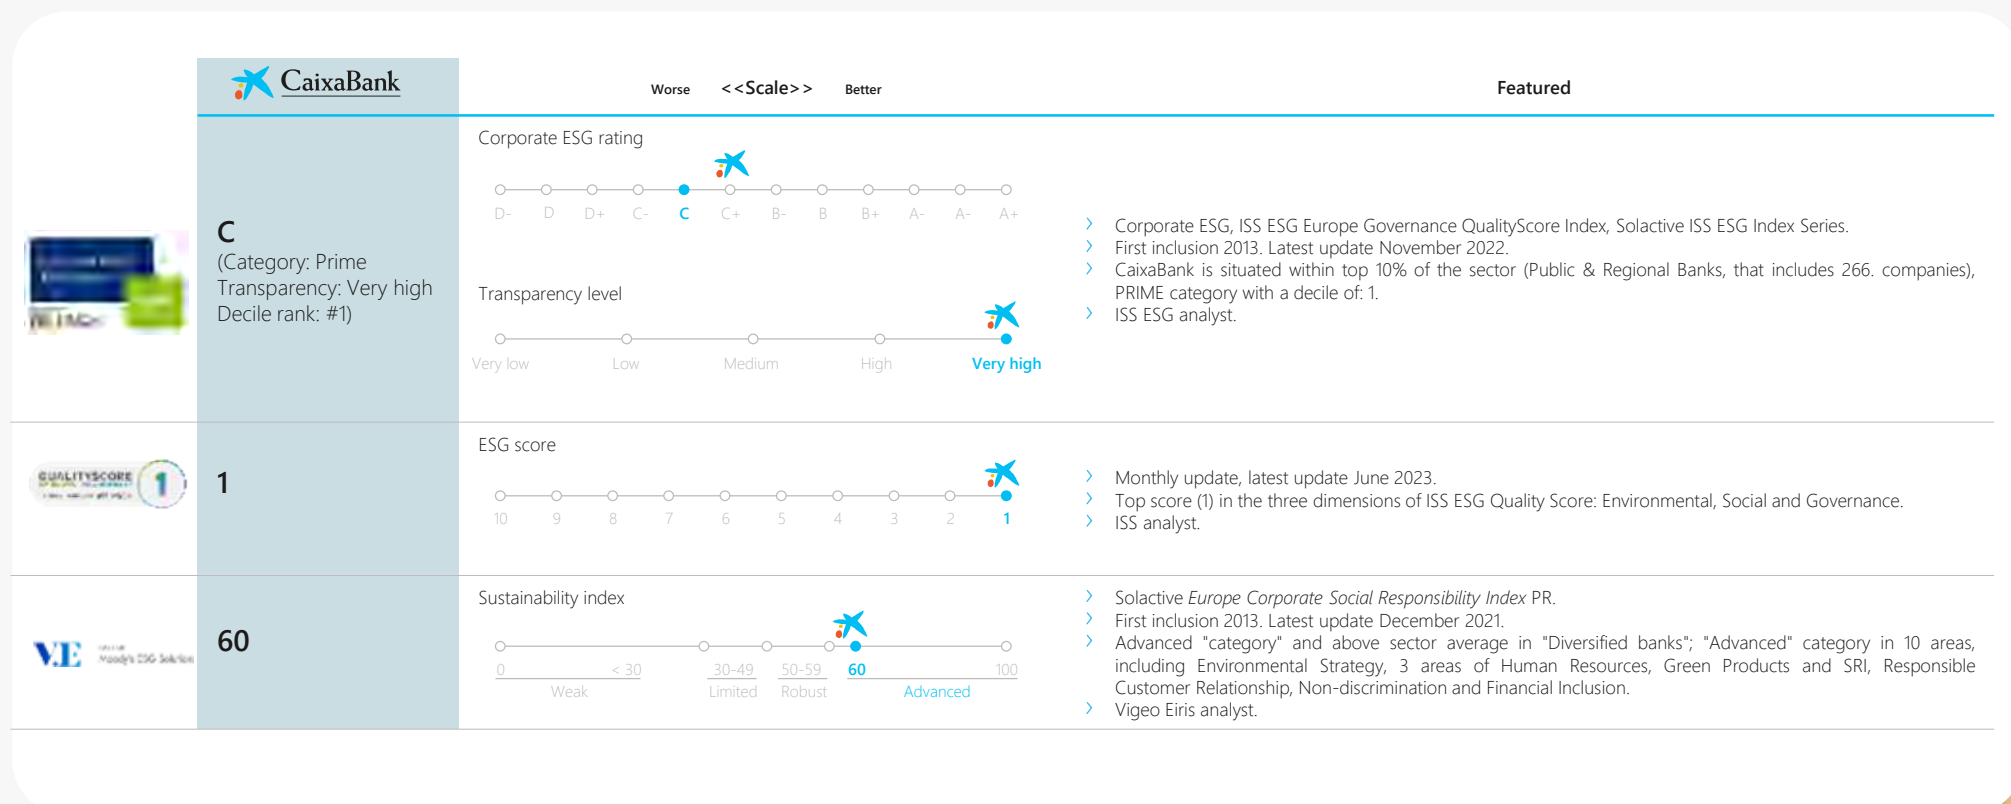 CaixaBank
Worse <<Scale>> Better
Featured
C
(Category: Prime
Transparency: Very high
Decile rank: #1)
Corporate ESG rating
D- D D+ C- C C+ B- B B+ A- A- A+
Transparency level
Very low Low Medium High Very high
Corporate ESG, ISS ESG Europe Governance QualityScore Index, Solactive ISS ESG Index Series.
First inclusion 2013. Latest update November 2022.
CaixaBank is situated within top 10% of the sector (Public & Regional Banks, that includes 266. companies),
PRIME category with a decile of: 1.
ISS ESG analyst.
QUALITYSCORE
1
1
ESG score
10 9 8 7 6 5 4 3 2 1
Monthly update, latest update June 2023.
Top score (1) in the three dimensions of ISS ESG Quality Score: Environmental, Social and Governance.
ISS analyst.
V.E
Moody's ESG Solutions
60
Sustainability index
0 < 30 30-49 50-59 60 100
Weak Limited Robust Advanced
Solactive Europe Corporate Social Responsibility Index PR.
First inclusion 2013. Latest update December 2021.
Advanced "category" and above sector average in "Diversified banks"; "Advanced" category in 10 areas,
including Environmental Strategy, 3 areas of Human Resources, Green Products and SRI, Responsible
Customer Relationship, Non-discrimination and Financial Inclusion.
Vigeo Eiris analyst.